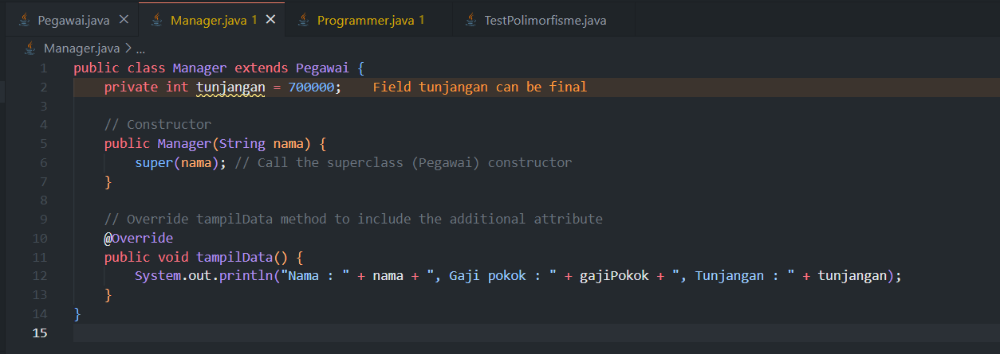 Pegawai.java Manager.java 1 Programmer.java 1 TestPolimorfisme.java
Manager.java > ...
1 public class Manager extends Pegawai {
2 private int tunjangan = 700000; Field tunjangan can be final
3
4 // Constructor
5 public Manager(String nama) {
6 super(nama); // Call the superclass (Pegawai) constructor
7 }
8
9 // Override tampilData method to include the additional attribute
10 @Override
11 public void tampilData() {
12 System.out.println("Nama : " + nama + ", Gaji pokok : " + gajiPokok + ", Tunjangan : " + tunjangan);
13 }
14 }
15